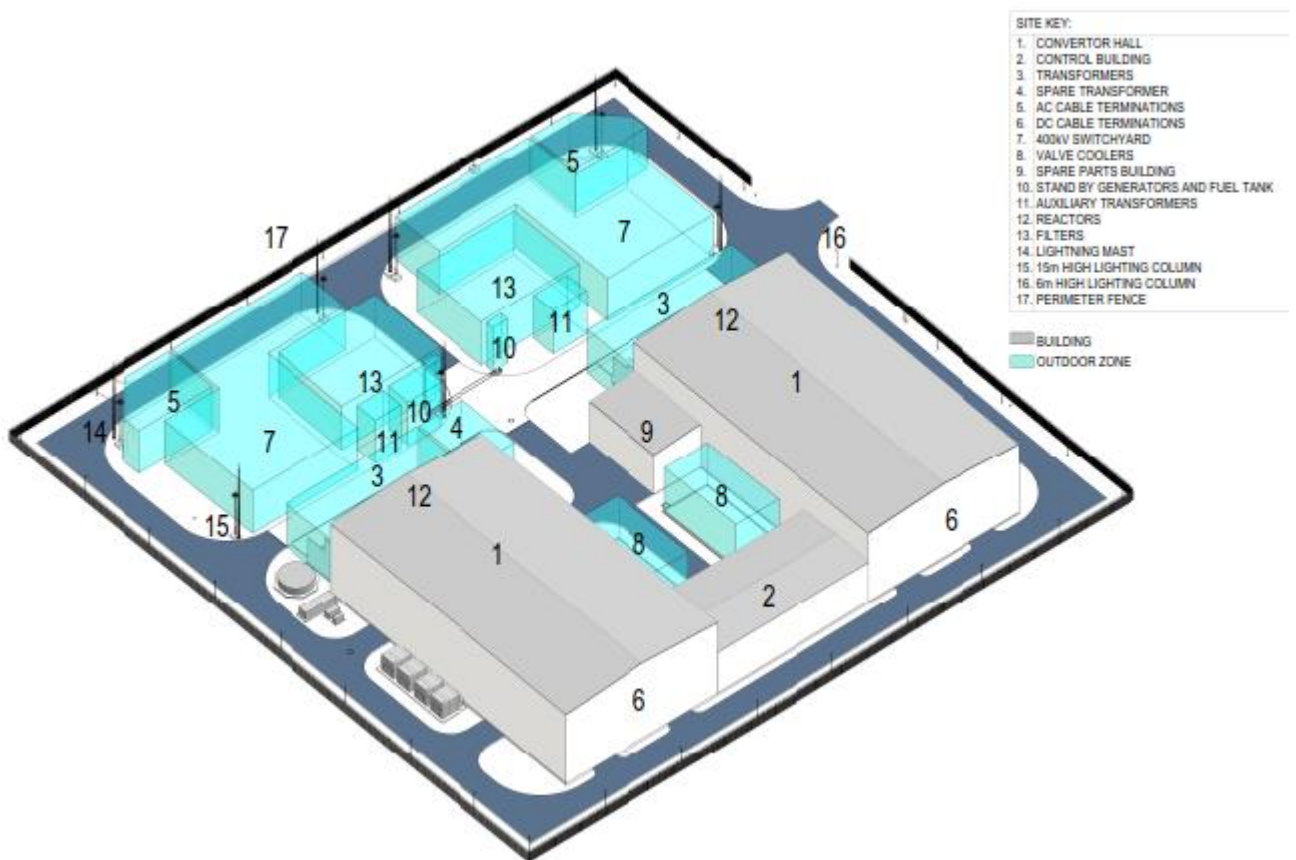 SITE KEY:
1. CONVERTOR HALL
2. CONTROL BUILDING
3. TRANSFORMERS
4. SPARE TRANSFORMER
5. AC CABLE TERMINATIONS
6. DC CABLE TERMINATIONS
7. 400kV SWITCHYARD
8. VALVE COOLERS
9. SPARE PARTS BUILDING
10. STAND BY GENERATORS AND FUEL TANK
11. AUXILIARY TRANSFORMERS
12. REACTORS
13. FILTERS
14. LIGHTNING MAST
15. 15m HIGH LIGHTING COLUMN
16. 6m HIGH LIGHTING COLUMN
17. PERIMETER FENCE
BUILDING
OUTDOOR ZONE
5
7
17
16
13
3
11
12
10
13
1
5
10
14
4
7
11
9
3
8
12
6
15
1
8
2
6